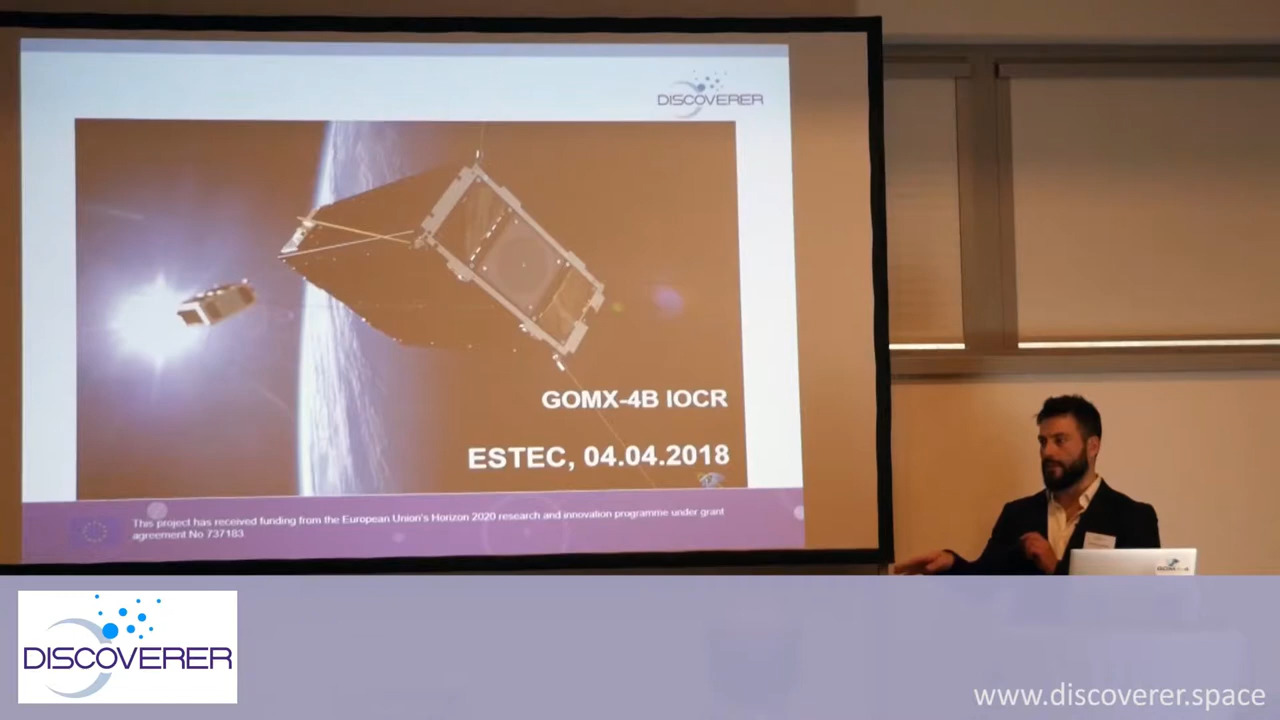 DISCOVERER
GOMX-4B IOCR
ESTEC, 04.04.2018
This project has received funding from the European Union's Horizon 2020 research and innovation programme under grant
agreement No 737183
DISCOVERER
www.discoverer.space